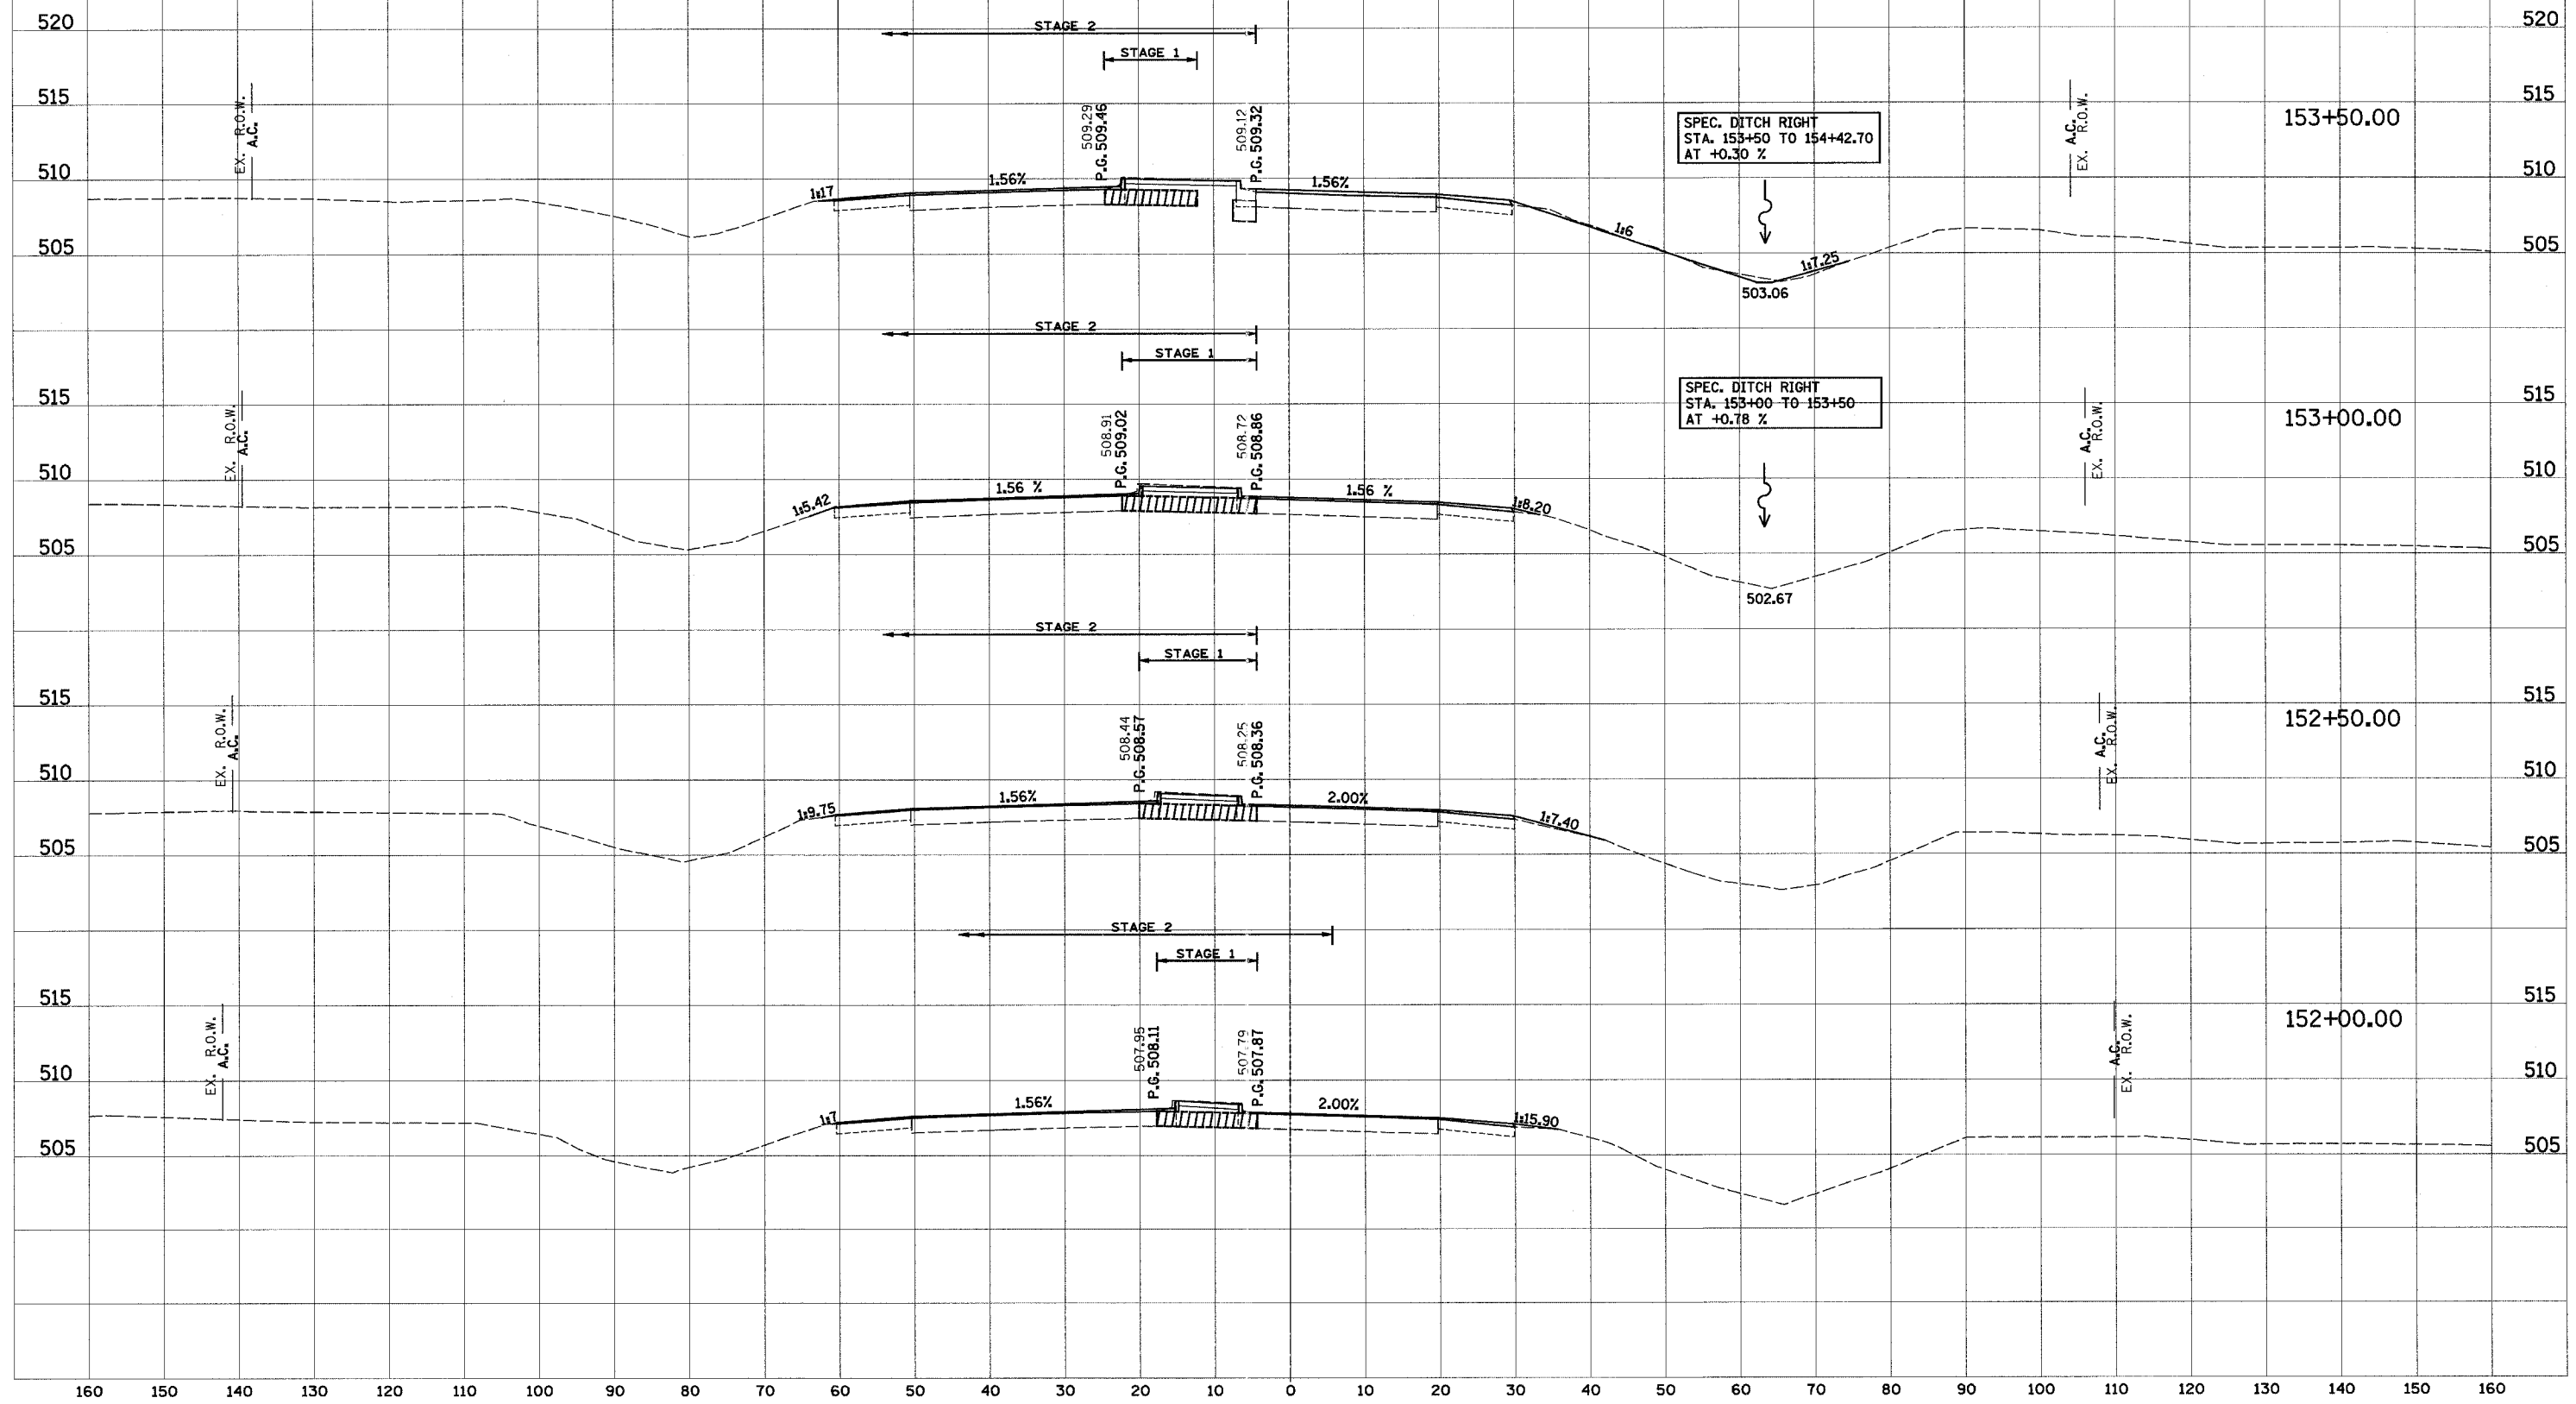 520
STAGE 2
520
STAGE 1
515
EX. R.O.W.
A.C.
509.29
P.G. 509.46
509.12
P.G. 509.32
SPEC. DITCH RIGHT
STA. 153+50 TO 154+42.70
AT +0.30 %
A.C.
EX. R.O.W.
153+50.00
515
510
1:17
1.56%
1.56%
510
505
1:6
1:7.25
503.06
505
STAGE 2
STAGE 1
515
EX. R.O.W.
A.C.
508.91
P.G. 509.02
508.72
P.G. 508.86
SPEC. DITCH RIGHT
STA. 153+00 TO 153+50
AT +0.78 %
A.C.
EX. R.O.W.
153+00.00
515
510
1:5.42
1.56 %
1.56 %
1:8.20
510
505
502.67
505
STAGE 2
STAGE 1
515
EX. R.O.W.
A.C.
508.44
P.G. 508.57
508.25
P.G. 508.36
A.C.
EX. R.O.W.
152+50.00
515
510
1:9.75
1.56%
2.00%
1:7.40
510
505
505
STAGE 2
STAGE 1
515
EX. R.O.W.
A.C.
507.95
P.G. 508.11
507.79
P.G. 507.87
A.C.
EX. R.O.W.
152+00.00
515
510
1:7
1.56%
2.00%
1:15.90
510
505
505
160 150 140 130 120 110 100 90 80 70 60 50 40 30 20 10 0 10 20 30 40 50 60 70 80 90 100 110 120 130 140 150 160